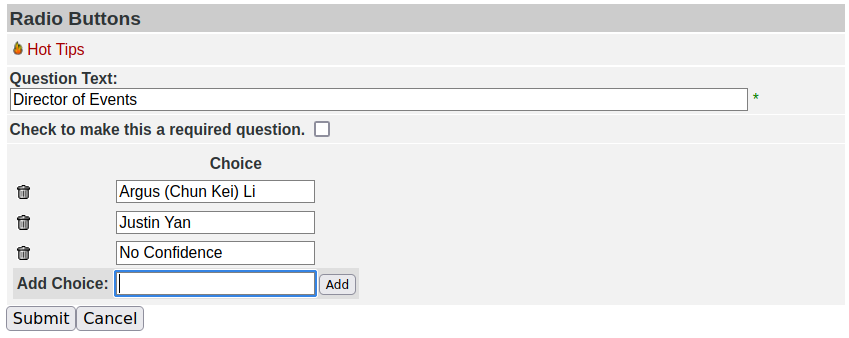 Radio Buttons
Hot Tips
Question Text:
Director of Events *
Check to make this a required question.
Choice
Argus (Chun Kei) Li
Justin Yan
No Confidence
Add Choice: Add
Submit Cancel